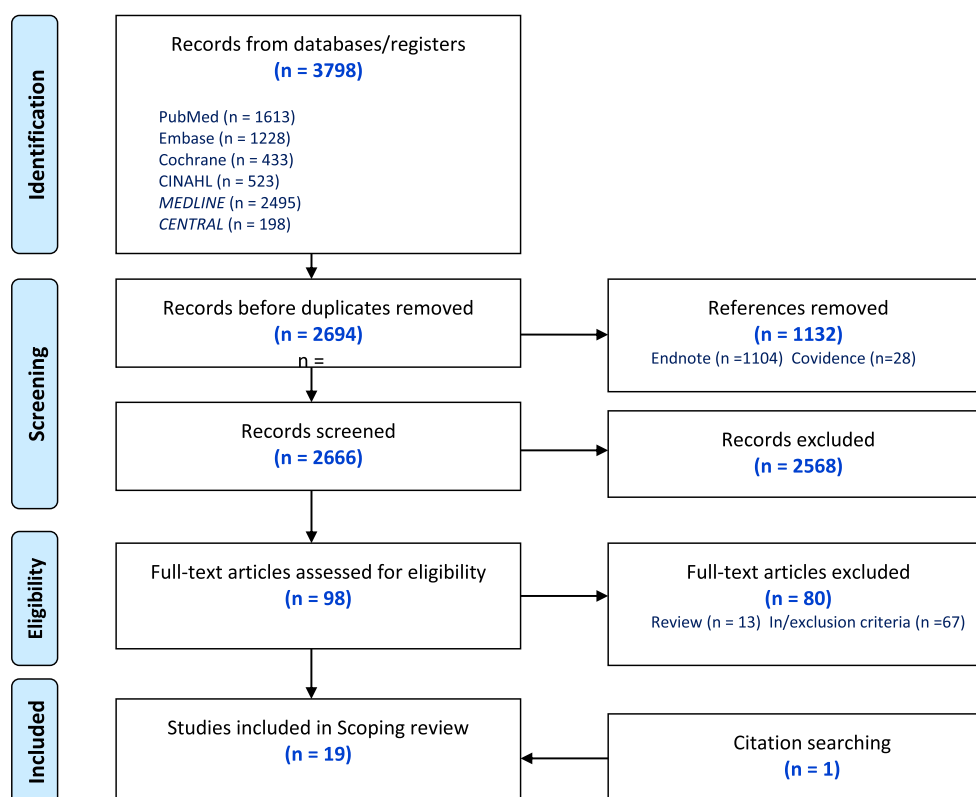 Identification
Records from databases/registers
(n = 3798)
PubMed (n = 1613)
Embase (n = 1228)
Cochrane (n = 433)
CINAHL (n = 523)
MEDLINE (n = 2495)
CENTRAL (n = 198)
Screening
Records before duplicates removed
(n = 2694)
n =
References removed
(n = 1132)
Endnote (n =1104)  Covidence (n=28)
Records screened
(n = 2666)
Records excluded
(n = 2568)
Eligibility
Full-text articles assessed for eligibility
(n = 98)
Full-text articles excluded
(n = 80)
Review (n = 13)  In/exclusion criteria (n =67)
Included
Studies included in Scoping review
(n = 19)
Citation searching
(n = 1)